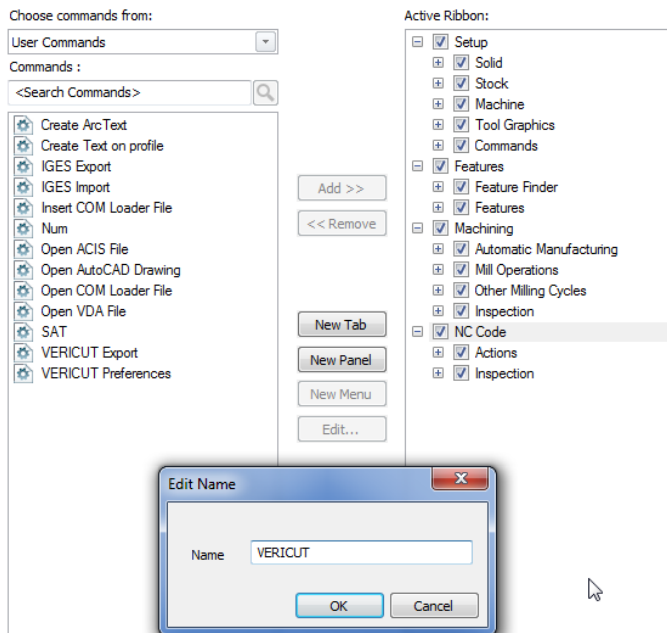 Choose commands from:
User Commands
Commands :
<Search Commands>
Create ArcText
Create Text on profile
IGES Export
IGES Import
Insert COM Loader File
Num
Open ACIS File
Open AutoCAD Drawing
Open COM Loader File
Open VDA File
SAT
VERICUT Export
VERICUT Preferences
Add >>
<< Remove
New Tab
New Panel
New Menu
Edit...
Active Ribbon:
Setup
Solid
Stock
Machine
Tool Graphics
Commands
Features
Feature Finder
Features
Machining
Automatic Manufacturing
Mill Operations
Other Milling Cycles
Inspection
NC Code
Actions
Inspection
Edit Name
Name VERICUT
OK Cancel